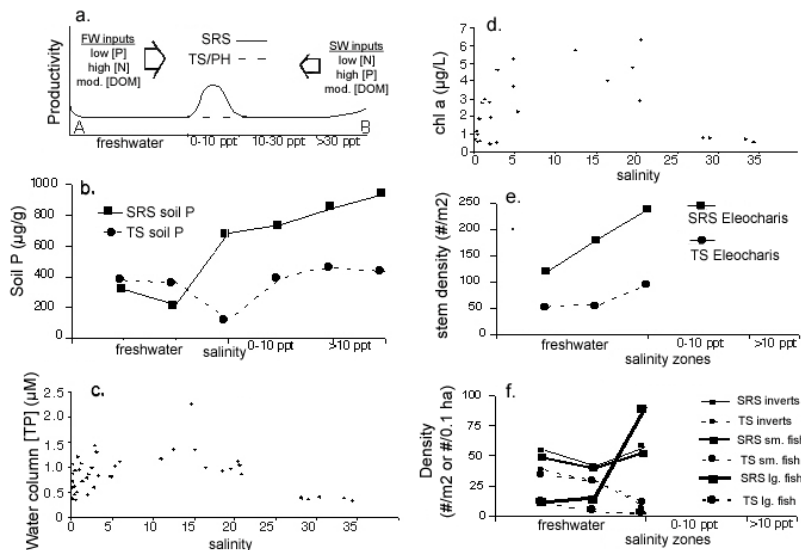 a.
FW inputs
low [P]
high [N]
mod. [DOM]
SRS
TS/PH
SW inputs
low [N]
high [P]
mod. [DOM]
Productivity
A
B
freshwater
0-10 ppt
10-30 ppt
>30 ppt
b.
1000
800
600
400
200
0
Soil P (µg/g)
SRS soil P
TS soil P
freshwater
salinity
0-10 ppt
>10 ppt
c.
2.5
2.0
1.5
1.0
0.5
0
Water column [TP] (µM)
0
5
10
15
20
25
30
35
salinity
d.
7
6
5
4
3
2
1
0
chl a (µg/L)
0
5
10
15
20
25
30
35
salinity
e.
250
200
150
100
50
0
stem density (#/m2)
SRS Eleocharis
TS Eleocharis
freshwater
0-10 ppt
>10 ppt
salinity zones
f.
100
75
50
25
0
Density
(#/m2 or #/0.1 ha)
SRS inverts
TS inverts
SRS sm. fish
TS sm. fish
SRS lg. fish
TS lg. fish
freshwater
0-10 ppt
>10 ppt
salinity zones